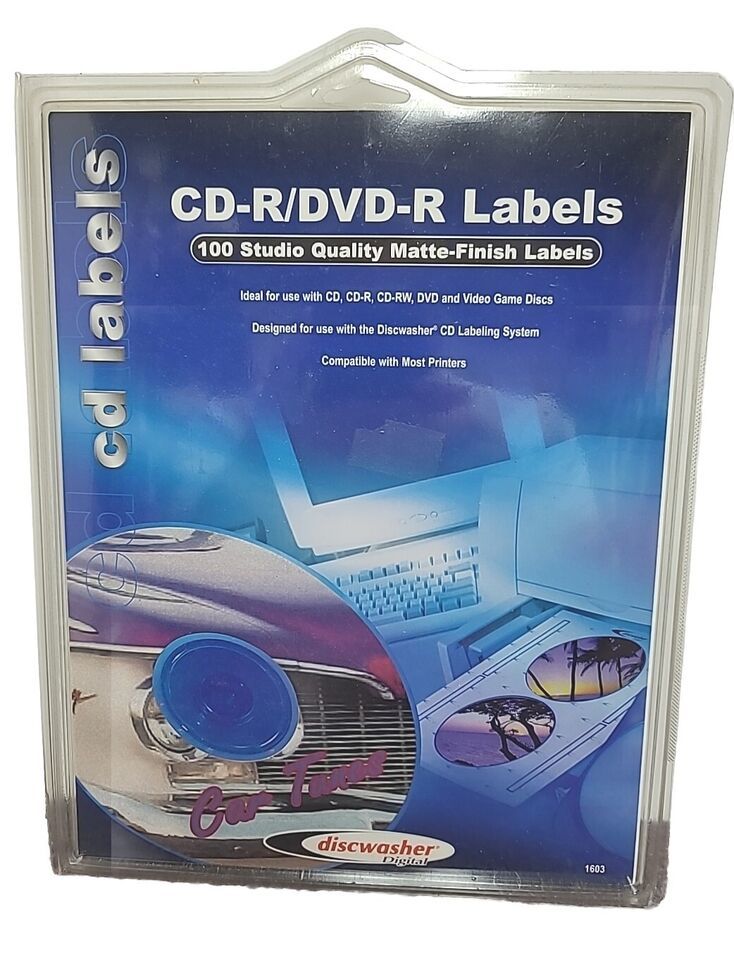 cd labels
CD-R/DVD-R Labels
100 Studio Quality Matte-Finish Labels
Ideal for use with CD, CD-R, CD-RW, DVD and Video Game Discs
Designed for use with the Discwasher® CD Labeling System
Compatible with Most Printers
Car Tunes
discwasher®
Digital
1603